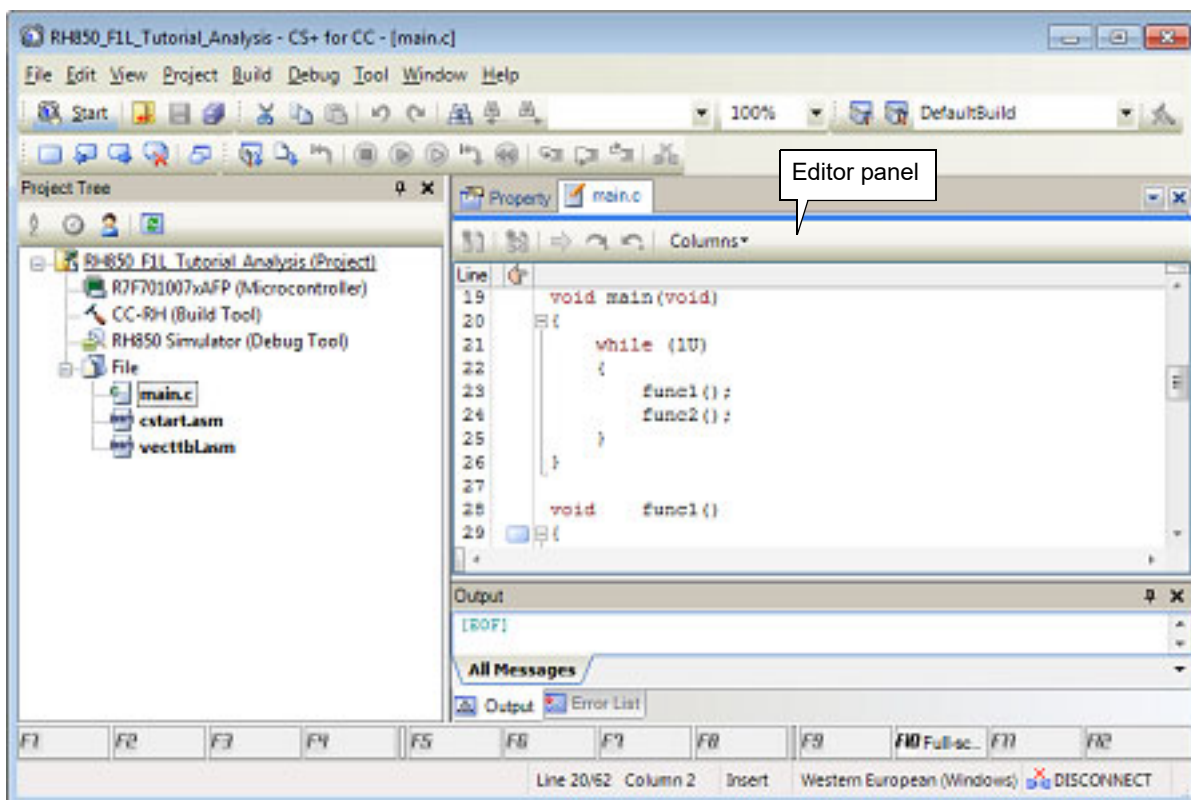 RH850_F1L_Tutorial_Analysis - CS+ for CC - [main.c]
File Edit View Project Build Debug Tool Window Help
Start 100% DefaultBuild
Editor panel
Project Tree
RH850_F1L_Tutorial_Analysis (Project)
R7F701007xAFP (Microcontroller)
CC-RH (Build Tool)
RH850 Simulator (Debug Tool)
File
main.c
cstart.asm
vecttbl.asm
Property main.c
Columns
Line
19 void main(void)
20 {
21 while (1U)
22 {
23 func1();
24 func2();
25 }
26 }
27
28 void func1()
29 {
Output
[EOF]
All Messages
Output Error List
F1 F2 F3 F4 F5 F6 F7 F8 F9 F10 Full-sc... F11 F12
Line 20/62 Column 2 Insert Western European (Windows) DISCONNECT